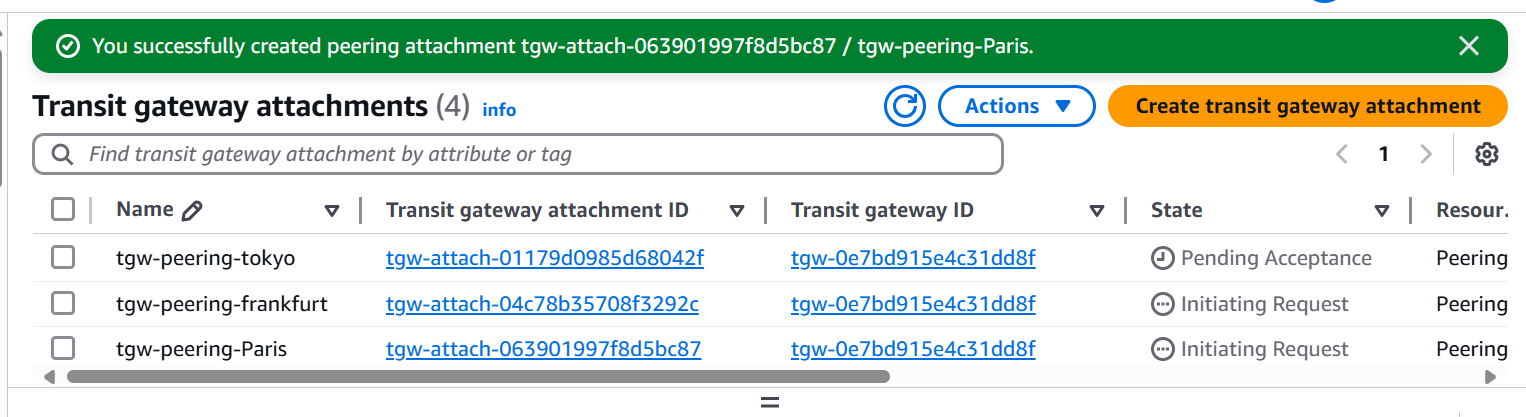 You successfully created peering attachment tgw-attach-063901997f8d5bc87 / tgw-peering-Paris.
Transit gateway attachments (4) info
Actions
Create transit gateway attachment
Find transit gateway attachment by attribute or tag
1
Name Transit gateway attachment ID Transit gateway ID State Resour.
tgw-peering-tokyo tgw-attach-01179d0985d68042f tgw-0e7bd915e4c31dd8f Pending Acceptance Peering
tgw-peering-frankfurt tgw-attach-04c78b35708f3292c tgw-0e7bd915e4c31dd8f Initiating Request Peering
tgw-peering-Paris tgw-attach-063901997f8d5bc87 tgw-0e7bd915e4c31dd8f Initiating Request Peering